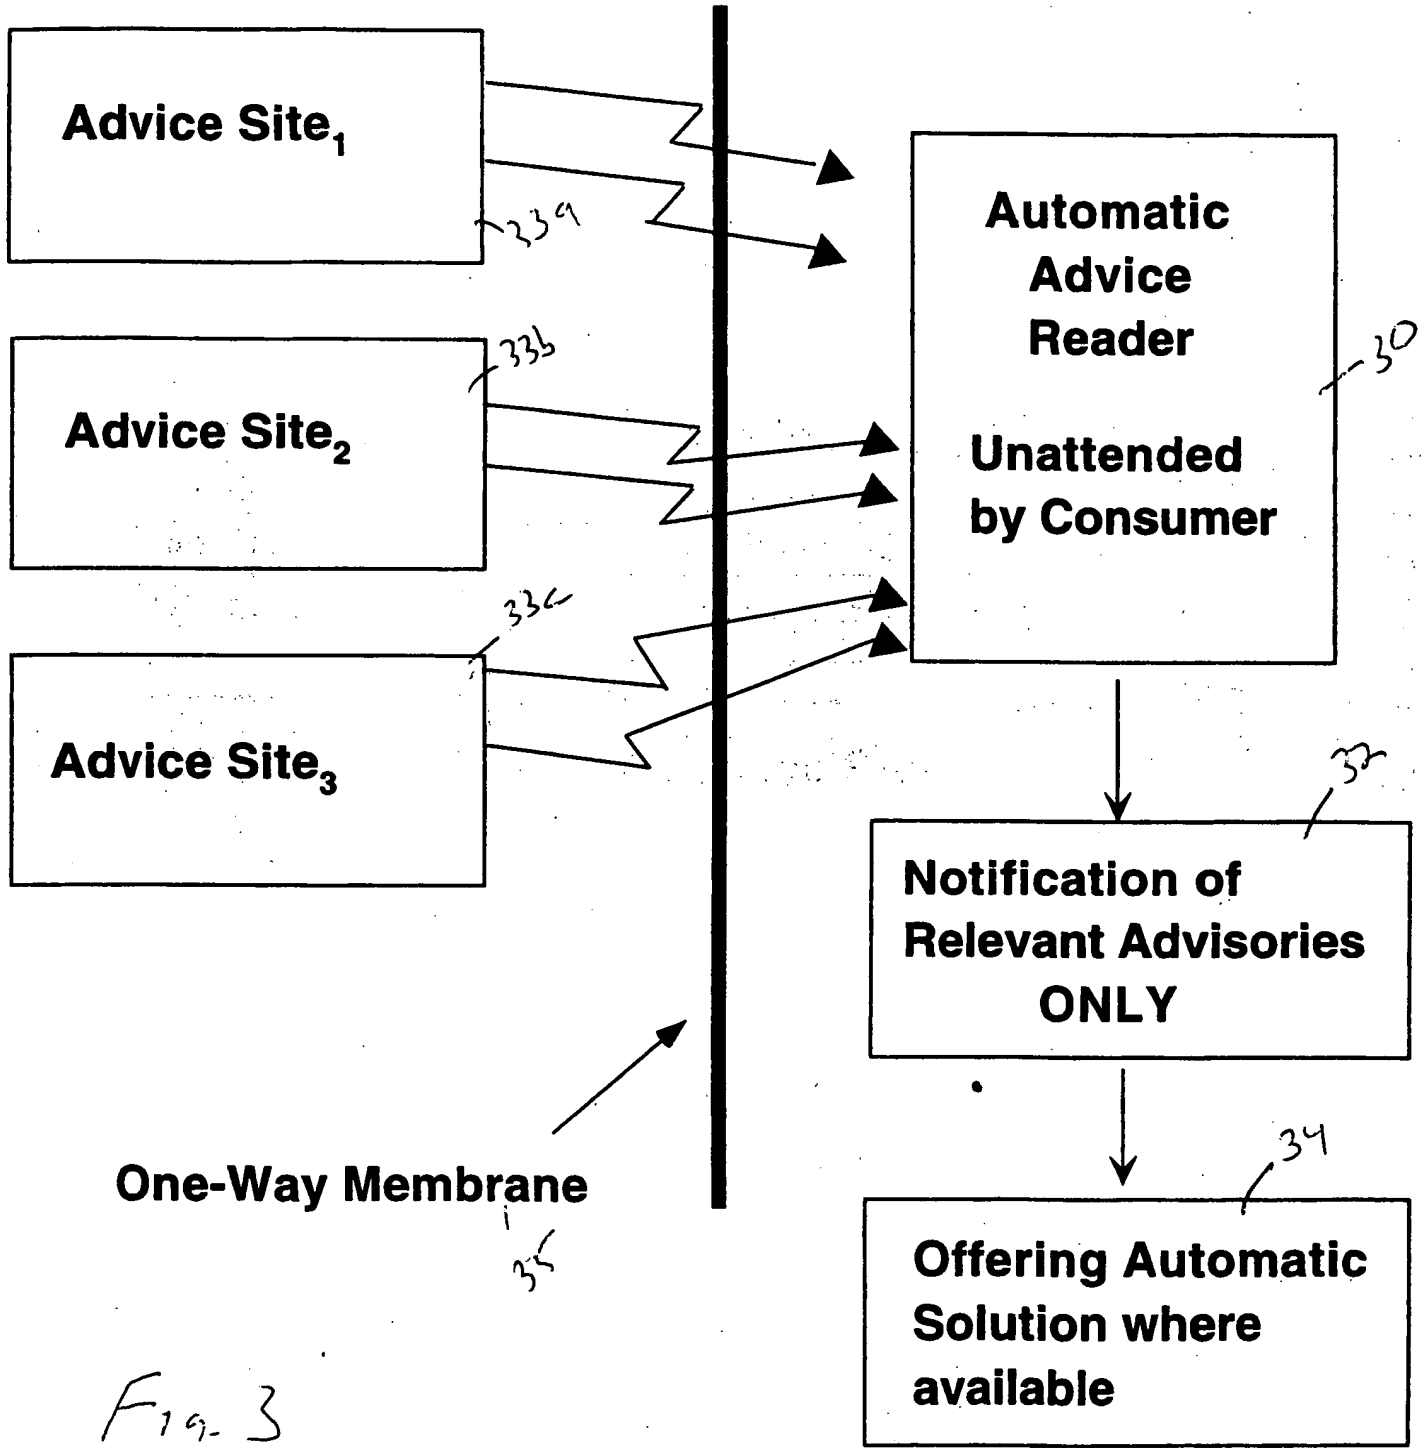 Advice Site1
33a
Advice Site2
33b
Advice Site3
33c
Automatic
Advice
Reader
Unattended
by Consumer
30
Notification of
Relevant Advisories
ONLY
32
One-Way Membrane
35
Offering Automatic
Solution where
available
34
Fig. 3